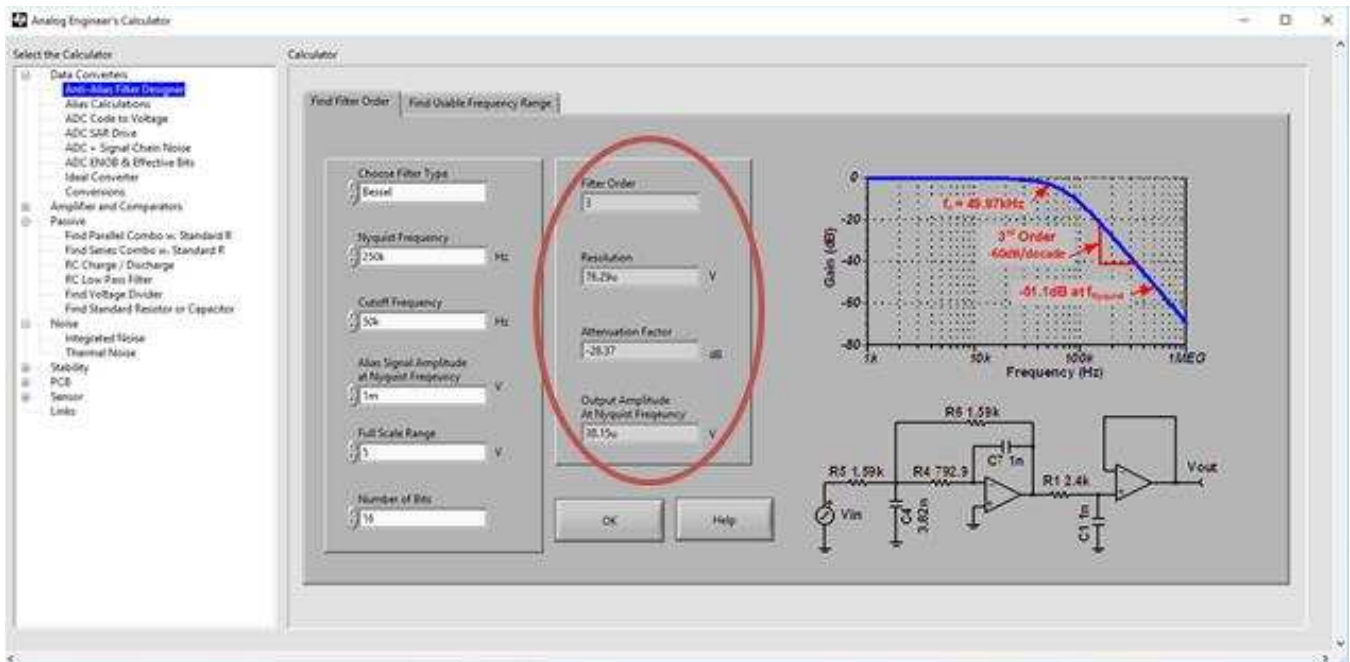 Analog Engineer's Calculator
Select the Calculator
Data Converters
Anti-Alias Filter Designer
Alias Calculations
ADC Code to Voltage
ADC SAR Drive
ADC + Signal Chain Noise
ADC ENOB & Effective Bits
Ideal Converter
Conversions
Amplifier and Comparators
Passive
Find Parallel Combo w. Standard R
Find Series Combo w. Standard R
RC Charge / Discharge
RC Low Pass Filter
Find Voltage Divider
Find Standard Resistor or Capacitor
Noise
Integrated Noise
Thermal Noise
Stability
PCB
Sensor
Links
Calculator
Find Filter Order
Find Usable Frequency Range
Choose Filter Type
Bessel
Nyquist Frequency
250k Hz
Cutoff Frequency
50k Hz
Alias Signal Amplitude
at Nyquist Freqeuncy
1m V
Full Scale Range
5 V
Number of Bits
16
Filter Order
3
Resolution
76.29u V
Attenuation Factor
-28.37 dB
Output Amplitude
At Nyquist Freqeuncy
38.15u V
OK
Help
Gain (dB)
0
-20
-40
-60
-80
1k
10k
100k
1MEG
Frequency (Hz)
= 49.97kHz
3rd Order
-60dB/decade
at fNyquist
R6 1.59k
C7 1n
R5 1.59k
R4 792.9
R1 2.4k
Vout
Vin
C4
3.82n
C1 1n